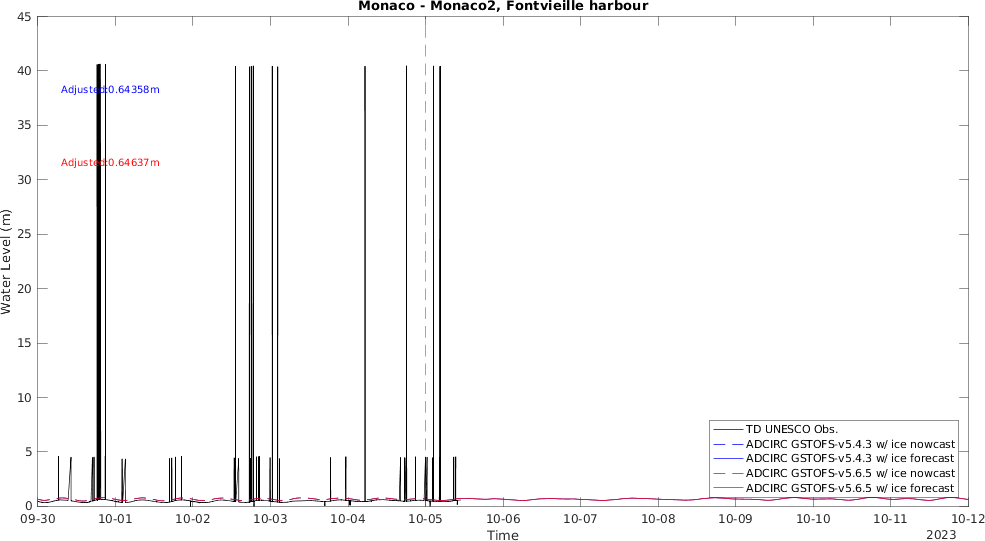 Monaco - Monaco2, Fontvieille harbour
45
40
35
30
25
20
15
10
5
0
Water Level (m)
Adjusted:0.64358m
Adjusted:0.64637m
TD UNESCO Obs.
ADCIRC GSTOFS-v5.4.3 w/ ice nowcast
ADCIRC GSTOFS-v5.4.3 w/ ice forecast
ADCIRC GSTOFS-v5.6.5 w/ ice nowcast
ADCIRC GSTOFS-v5.6.5 w/ ice forecast
09-30 10-01 10-02 10-03 10-04 10-05 10-06 10-07 10-08 10-09 10-10 10-11 10-12
Time
2023